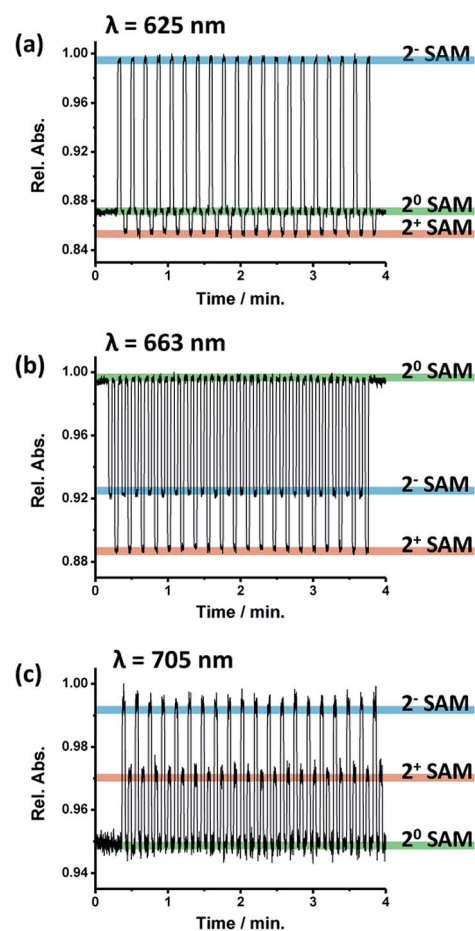 (a) λ = 625 nm
1.00
0.96
0.92
0.88
0.84
Rel. Abs.
2⁻ SAM
2⁰ SAM
2⁺ SAM
0 1 2 3 4
Time / min.
(b) λ = 663 nm
1.00
0.96
0.92
0.88
Rel. Abs.
2⁰ SAM
2⁻ SAM
2⁺ SAM
0 1 2 3 4
Time / min.
(c) λ = 705 nm
1.00
0.98
0.97
0.96
0.94
Rel. Abs.
2⁻ SAM
2⁺ SAM
2⁰ SAM
0 1 2 3 4
Time / min.